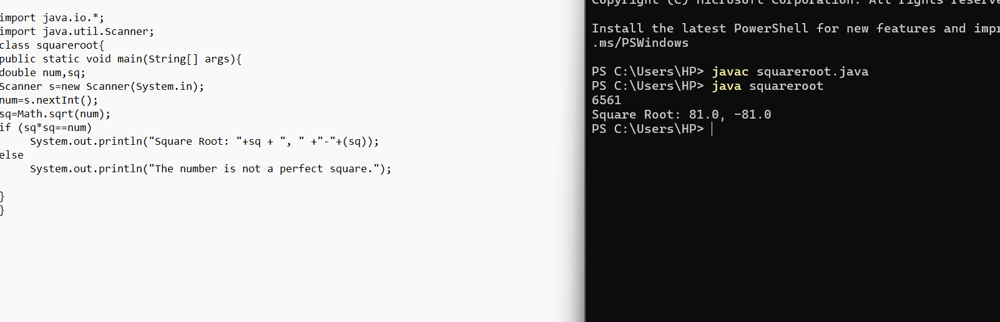 import java.io.*;
import java.util.Scanner;
class squareroot{
public static void main(String[] args){
double num,sq;
Scanner s=new Scanner(System.in);
num=s.nextInt();
sq=Math.sqrt(num);
if (sq*sq==num)
System.out.println("Square Root: "+sq + ", " +"-"+(sq));
else
System.out.println("The number is not a perfect square.");
}
}
Copyright (C) Microsoft Corporation. All rights reserve
Install the latest PowerShell for new features and impr
.ms/PSWindows
PS C:\Users\HP> javac squareroot.java
PS C:\Users\HP> java squareroot
6561
Square Root: 81.0, -81.0
PS C:\Users\HP>